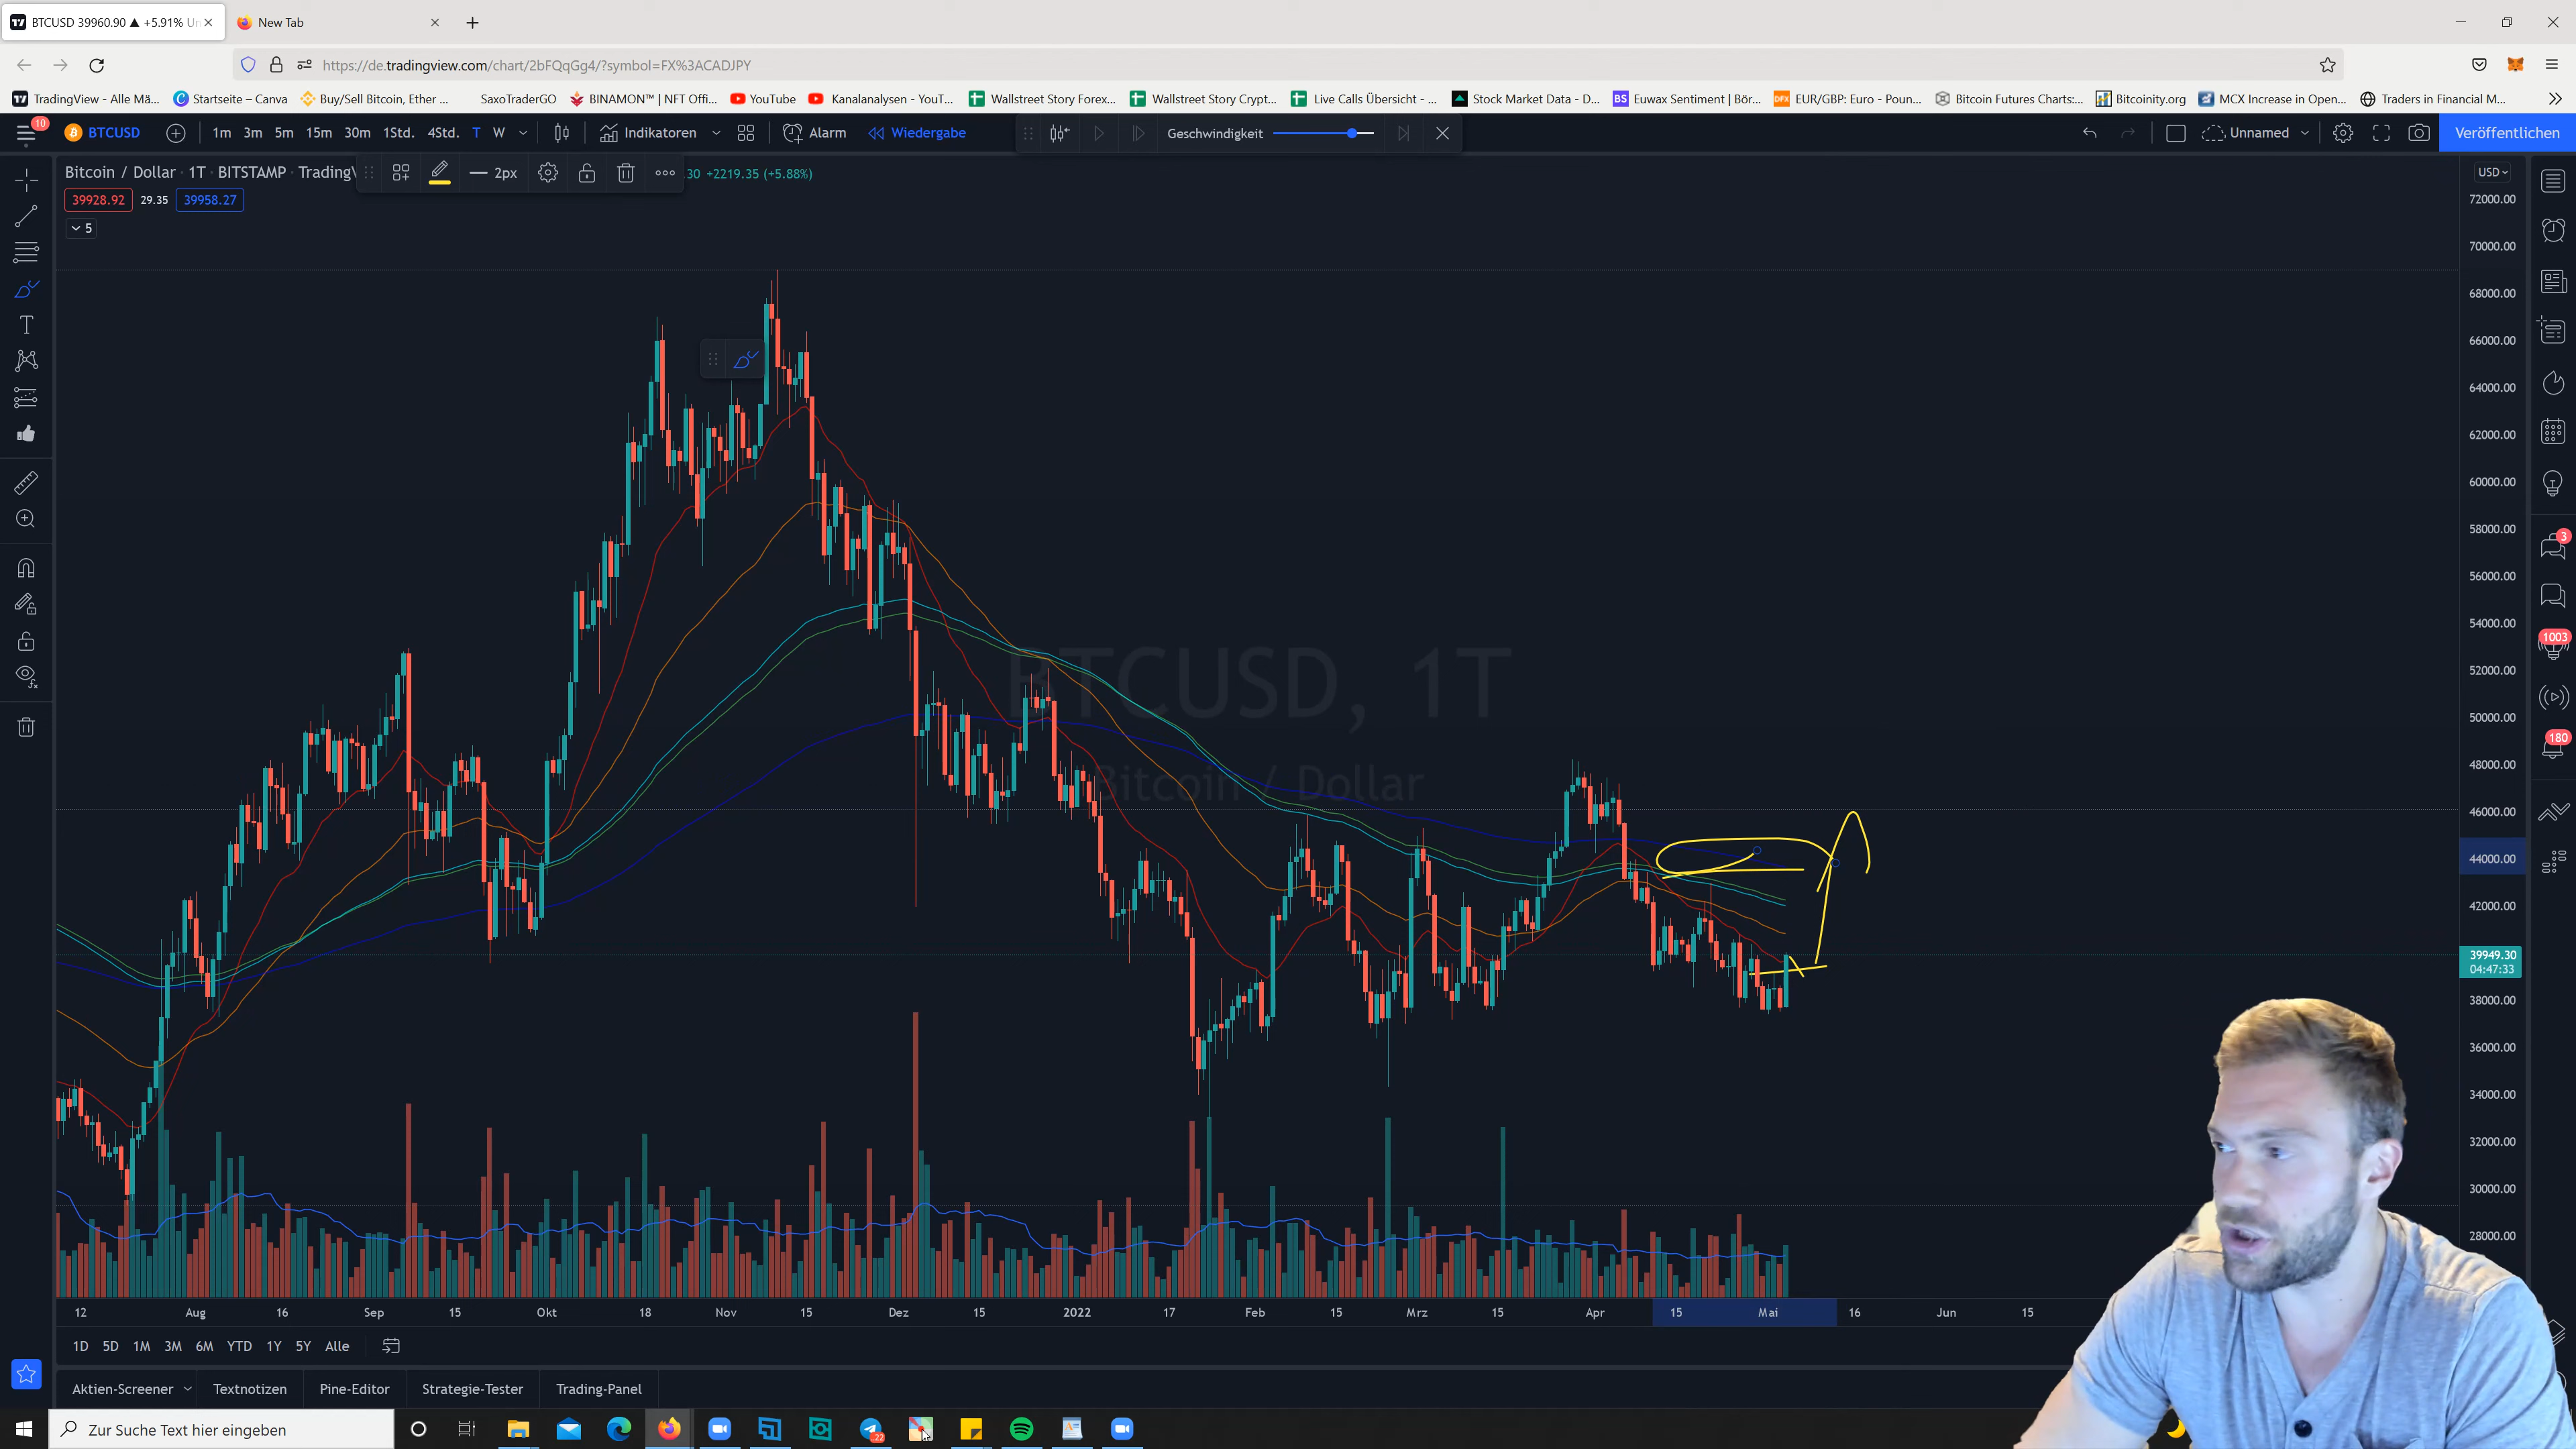 BTCUSD 39960.90 ▲ +5.91% Un
New Tab
https://de.tradingview.com/chart/2bFQqGg4/?symbol=FX%3ACADJPY
TradingView - Alle Mä...
Startseite – Canva
Buy/Sell Bitcoin, Ether ...
SaxoTraderGO
BINAMON™ | NFT Offi...
YouTube
Kanalanalysen - YouT...
Wallstreet Story Forex...
Wallstreet Story Crypt...
Live Calls Übersicht - ...
Stock Market Data - D...
BS Euwax Sentiment | Bör...
EUR/GBP: Euro - Poun...
Bitcoin Futures Charts:...
Bitcoinity.org
MCX Increase in Open...
Traders in Financial M...
10
BTCUSD
1m 3m 5m 15m 30m 1Std. 4Std. T W
Indikatoren
Alarm
Wiedergabe
Geschwindigkeit
Unnamed
Veröffentlichen
Bitcoin / Dollar · 1T · BITSTAMP · Trading
2px
30 +2219.35 (+5.88%)
USD
39928.92 29.35 39958.27
5
72000.00
70000.00
68000.00
66000.00
64000.00
62000.00
60000.00
58000.00
56000.00
54000.00
52000.00
50000.00
48000.00
46000.00
44000.00
42000.00
39949.30
04:47:33
38000.00
36000.00
34000.00
32000.00
30000.00
28000.00
BTCUSD, 1T
Bitcoin / Dollar
3
1003
180
12 Aug 16 Sep 15 Okt 18 Nov 15 Dez 15 2022 17 Feb 15 Mrz 15 Apr 15 Mai 16 Jun 15
1D 5D 1M 3M 6M YTD 1Y 5Y Alle
Aktien-Screener
Textnotizen
Pine-Editor
Strategie-Tester
Trading-Panel
Zur Suche Text hier eingeben
22